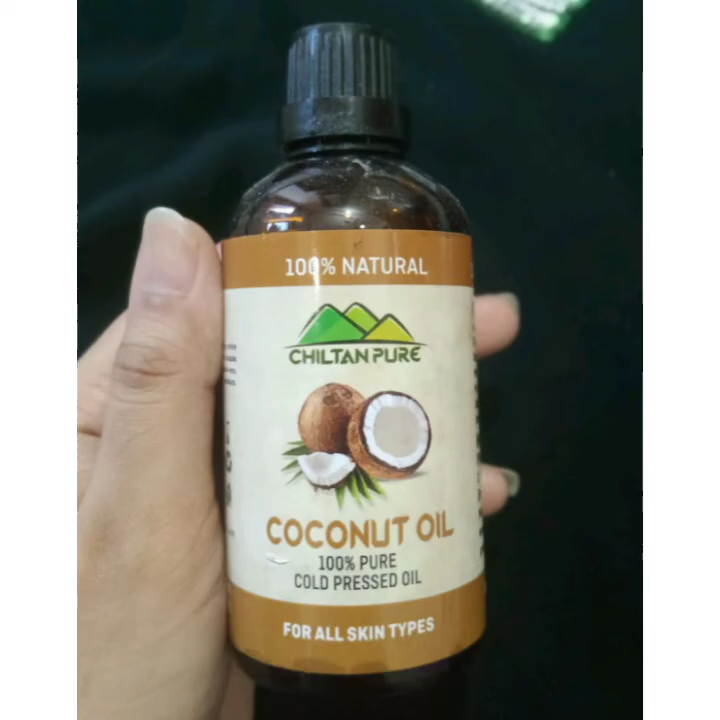 100% NATURAL
CHILTAN PURE
COCONUT OIL
100% PURE
COLD PRESSED OIL
FOR ALL SKIN TYPES